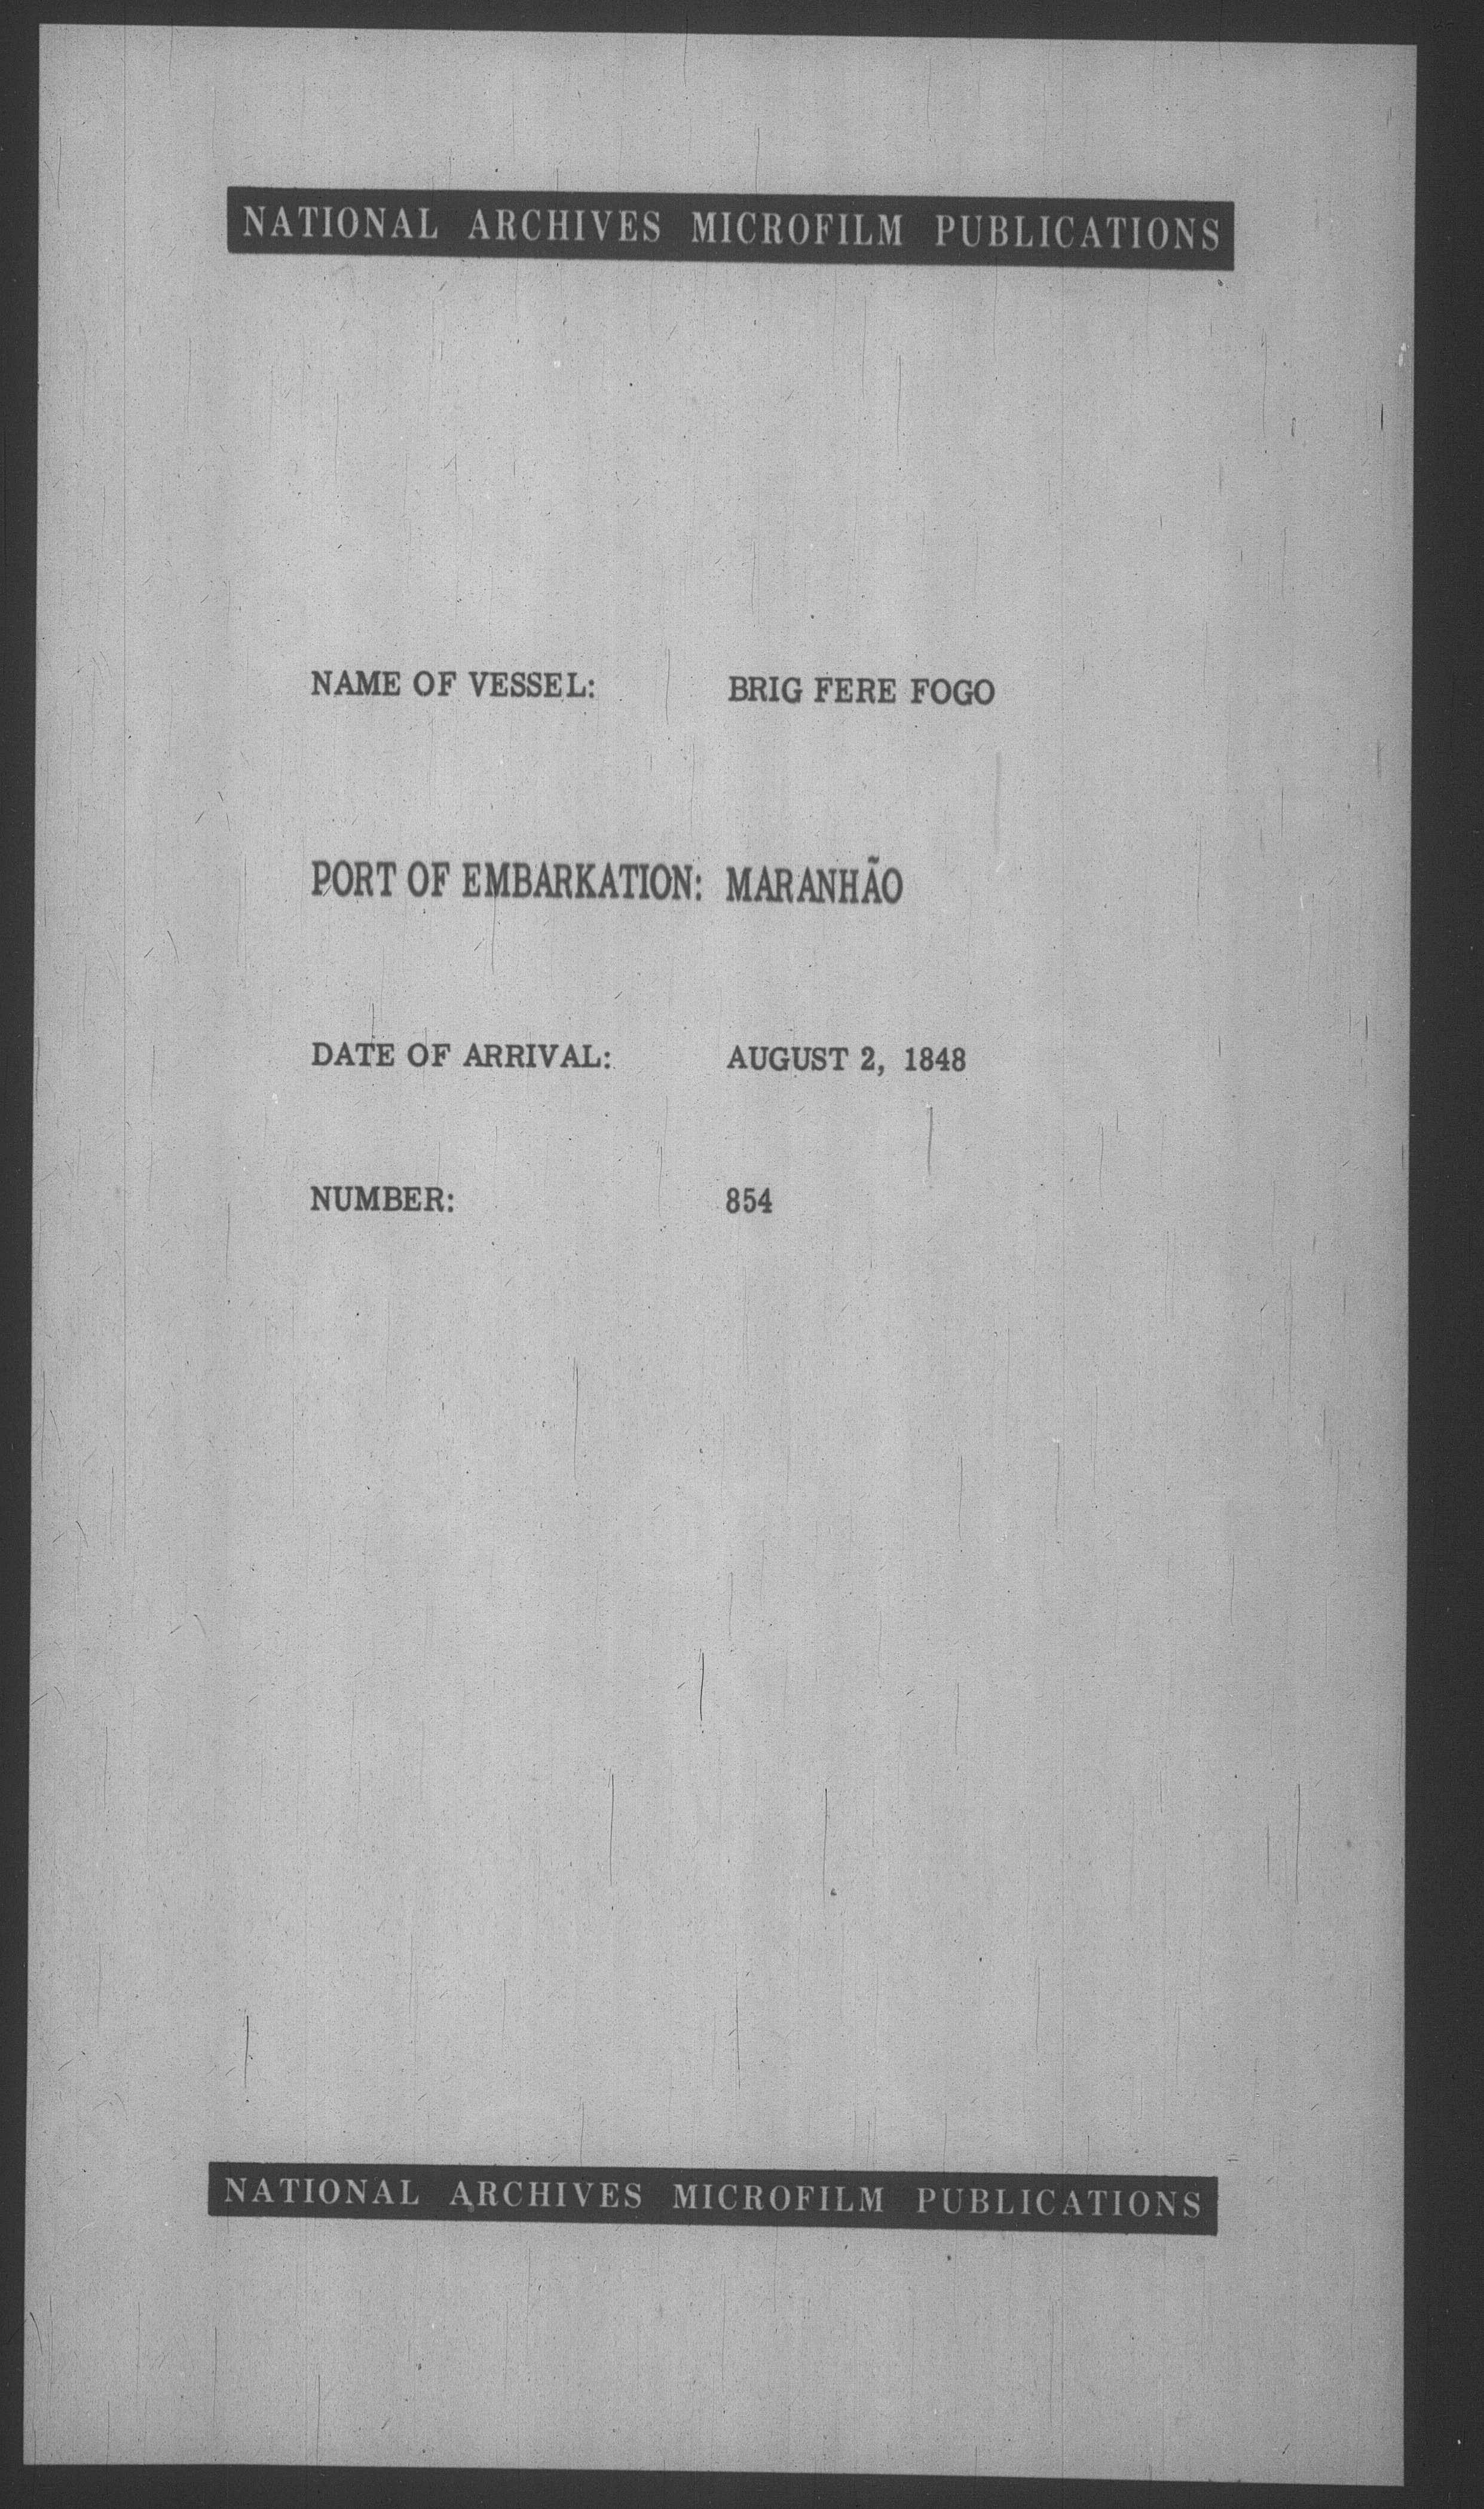 NATIONAL ARCHIVES MICROFILM PUBLICATIONS
NAME OF VESSEL: BRIG FERE FOGO
PORT OF EMBARKATION: MARANHÃO
DATE OF ARRIVAL: AUGUST 2, 1848
NUMBER: 854
NATIONAL ARCHIVES MICROFILM PUBLICATIONS